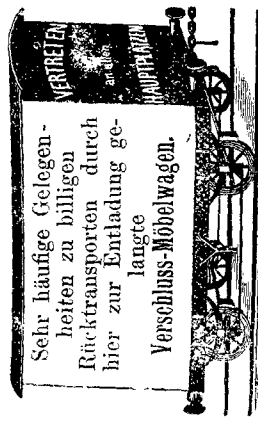 VERTRETEN
an allen
HAUPTPLÄTZEN
Sehr häufige Gelegen-
heiten zu billigen
Rücktransporten durch
hier zur Entladung ge-
langte
Verschluss-Möbelwagen.